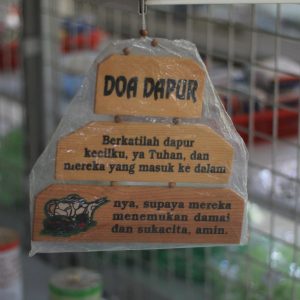 DOA DAPUR
Berkatilah dapur
kecilku, ya Tuhan, dan
mereka yang masuk ke dalam
nya, supaya mereka
menemukan damai
dan sukacita, amin.